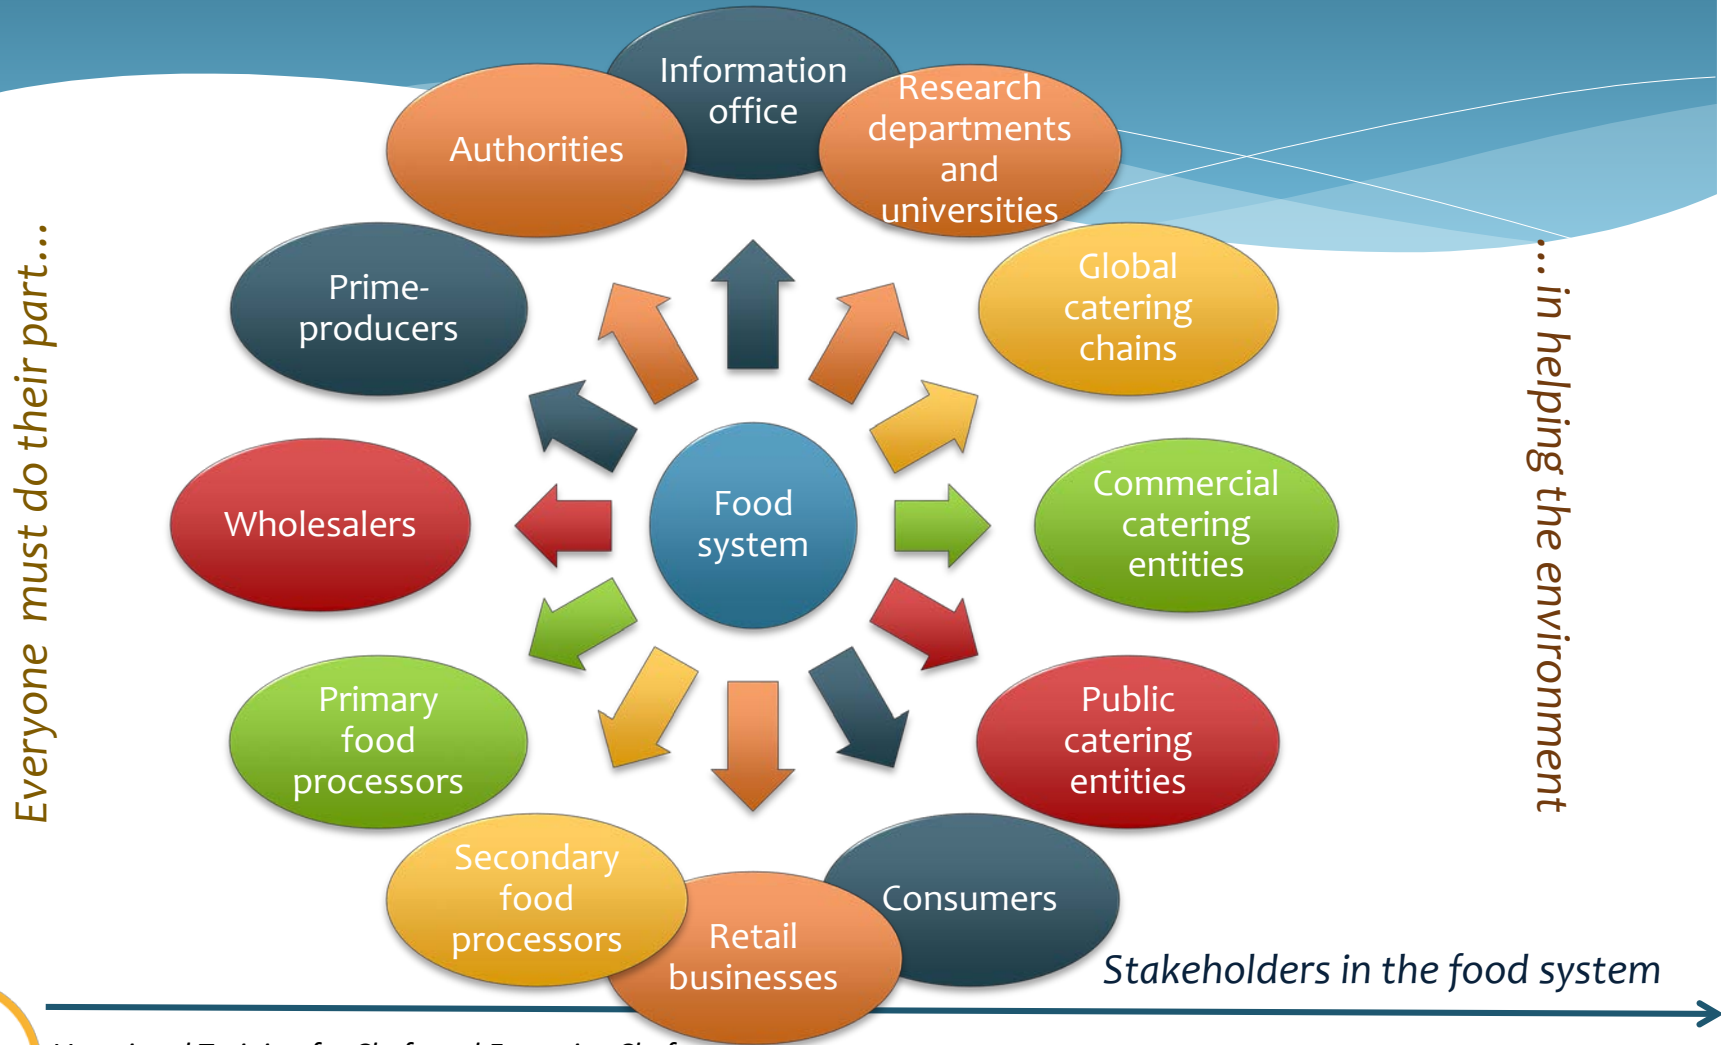 Information
office
Research
departments
and
universities
Global
catering
chains
Commercial
catering
entities
Public
catering
entities
Consumers
Retail
businesses
Secondary
food
processors
Primary
food
processors
Wholesalers
Prime-
producers
Authorities
Food
system
Everyone must do their part...
... in helping the environment
Stakeholders in the food system